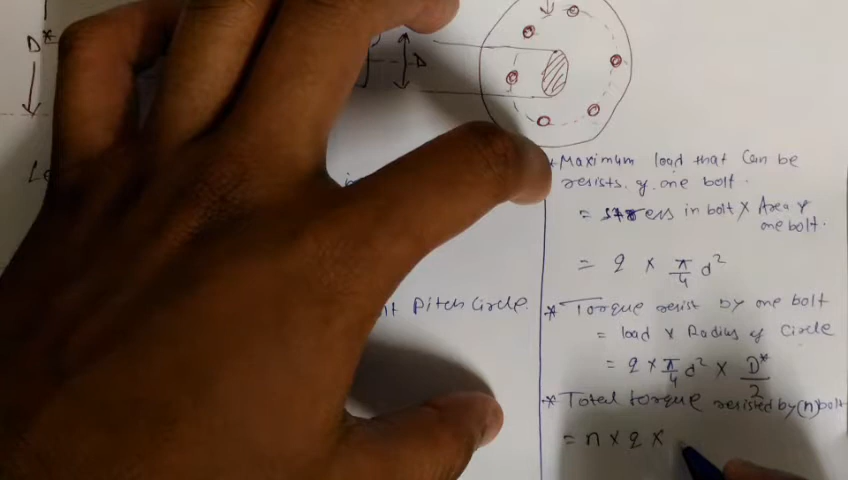 D*
D
* Maximum load that Can be
resists. of. one bolt.
= stress in bolt × Area of
one bolt.
= q × π/4 d²
Pitch Circle.
* Torque resist by one bolt
= load × Radius of Circle
= q × π/4 d² × D*/2
* Total torque resisted by (n) bolt
= n × q ×